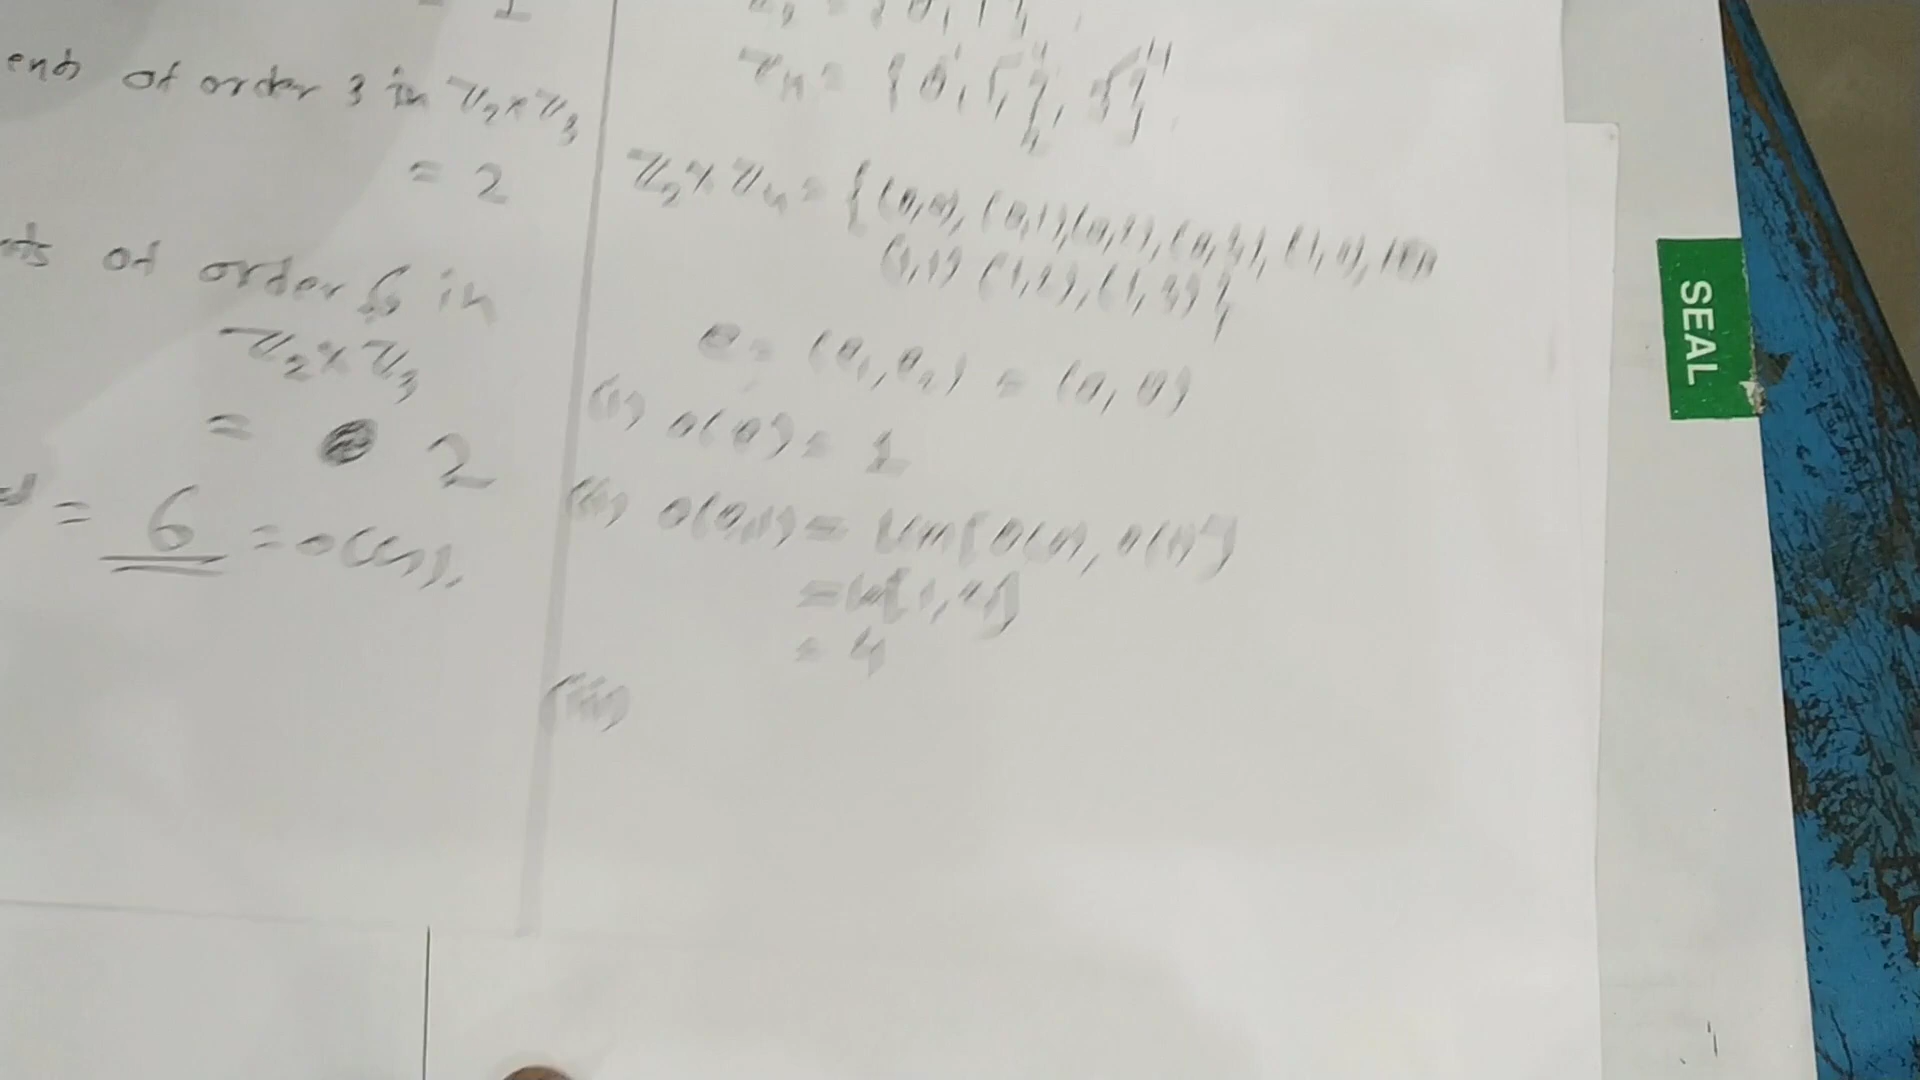 ents of order 3 in Z₂×Z₃
= 2
nts of order 6 in
Z₂×Z₃
= 2
= 6 = o(G).
Z₄ = {0, 1, 2, 3}
Z₂×Z₄ = {(0,0), (0,1),(0,2),(0,3),(1,0),
(1,1) (1,2),(1,3)}
e = (e₁,e₂) = (0,0)
(i) o(e) = 1
(ii) o(0,1) = lcm{o(0), o(1)}
= {1,4}
= 4
(iii)
SEAL